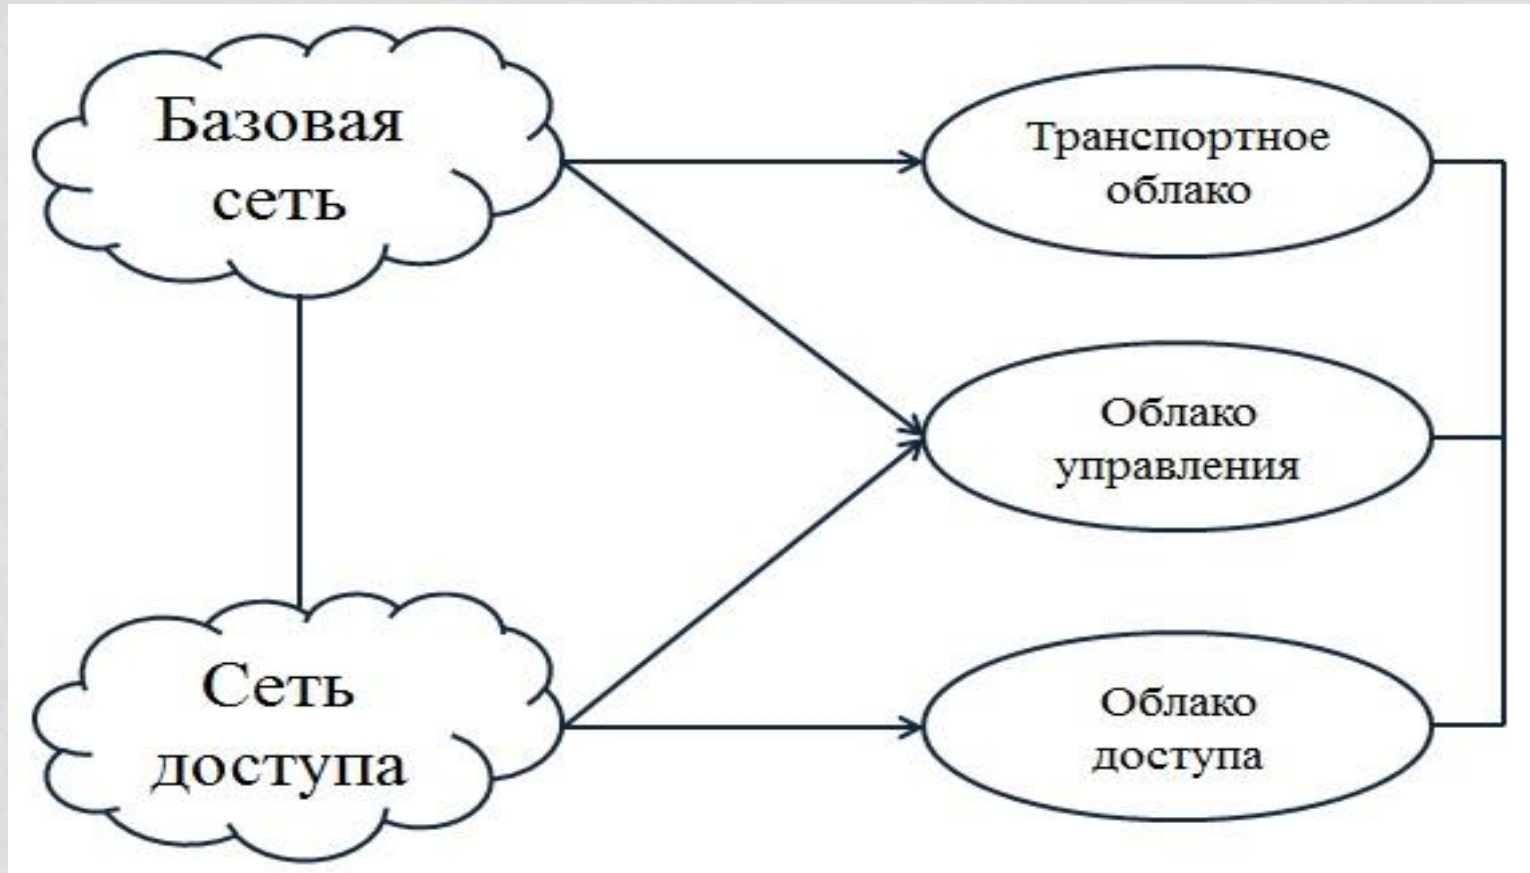 Базовая
сеть
Транспортное
облако
Облако
управления
Сеть
доступа
Облако
доступа